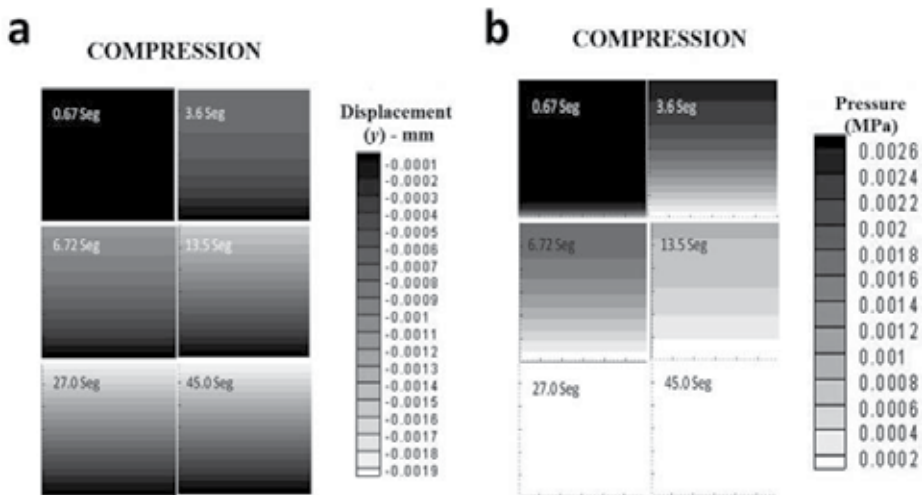 a
COMPRESSION
0.67 Seg
3.6 Seg
6.72 Seg
13.5 Seg
27.0 Seg
45.0 Seg
Displacement
(y) - mm
-0.0001
-0.0002
-0.0003
-0.0004
-0.0005
-0.0006
-0.0007
-0.0008
-0.0009
-0.001
-0.0011
-0.0012
-0.0013
-0.0014
-0.0015
-0.0016
-0.0017
-0.0018
-0.0019
b
COMPRESSION
0.67 Seg
3.6 Seg
6.72 Seg
13.5 Seg
27.0 Seg
45.0 Seg
Pressure
(MPa)
0.0026
0.0024
0.0022
0.002
0.0018
0.0016
0.0014
0.0012
0.001
0.0008
0.0006
0.0004
0.0002